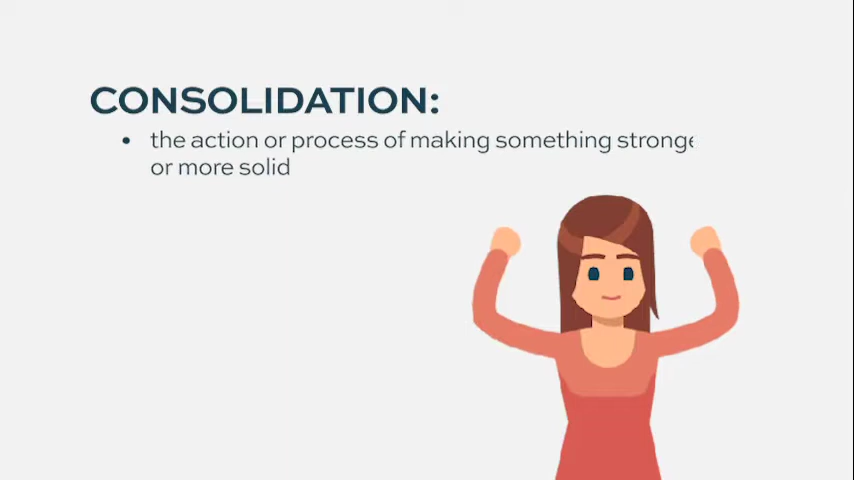 CONSOLIDATION:
• the action or process of making something stronge
or more solid